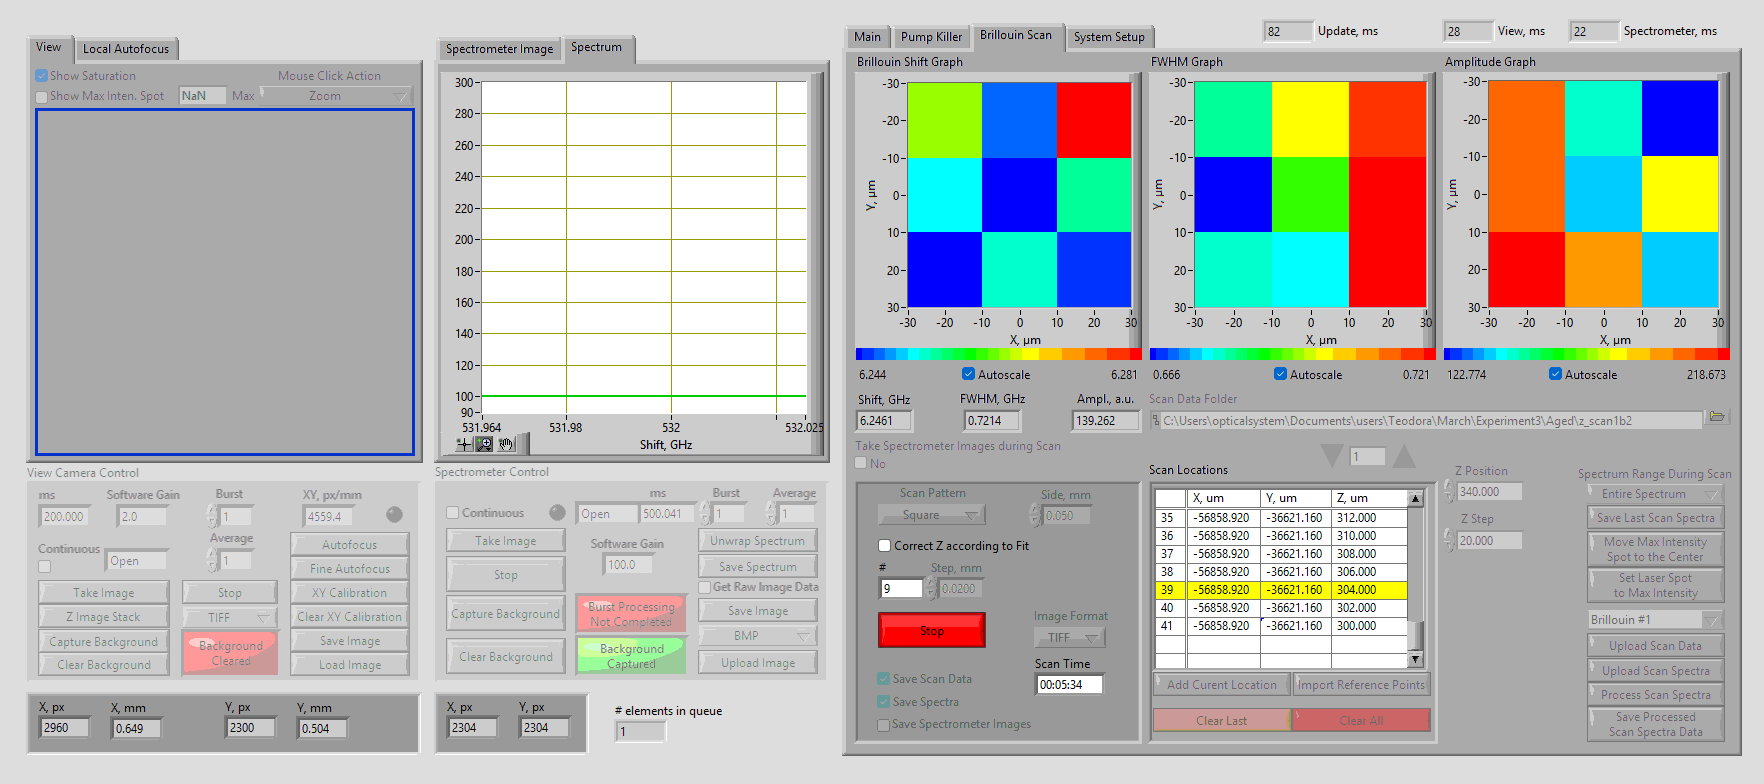 View
Local Autofocus
Show Saturation
Mouse Click Action
Show Max Inten. Spot
NaN
Max
Zoom
View Camera Control
ms
Software Gain
Burst
XY, px/mm
200.000
2.0
1
4559.4
Continuous
Open
Average
1
Autofocus
Fine Autofocus
Take Image
Stop
XY Calibration
Z Image Stack
TIFF
Clear XY Calibration
Capture Background
Background
Cleared
Save Image
Clear Background
Load Image
X, px
X, mm
Y, px
Y, mm
2960
0.649
2300
0.504
Spectrometer Image
Spectrum
300
280
260
240
220
300
180
160
140
120
100
90
531.964
531.98
532
532.025
Shift, GHz
Spectrometer Control
ms
Burst
Average
Continuous
Open
500.041
1
1
Take Image
Software Gain
100.0
Unwrap Spectrum
Stop
Save Spectrum
Get Raw Image Data
Capture Background
Burst Processing
Not Completed
Save Image
BMP
Clear Background
Background
Captured
Upload Image
X, px
Y, px
2304
2304
# elements in queue
1
82
Update, ms
28
View, ms
22
Spectrometer, ms
Main
Pump Killer
Brillouin Scan
System Setup
Brillouin Shift Graph
-30
-20
-10
0
10
20
30
Y, µm
-30
-20
-10
0
10
20
30
X, µm
6.244
Autoscale
6.281
FWHM Graph
-30
-20
-10
0
10
20
30
Y, µm
-30
-20
-10
0
10
20
30
X, µm
0.666
Autoscale
0.721
Amplitude Graph
-30
-20
-10
0
10
20
30
Y, µm
-30
-20
-10
0
10
20
30
X, µm
122.774
Autoscale
218.673
Shift, GHz
FWHM, GHz
Ampl., a.u.
6.2461
0.7214
139.262
Scan Data Folder
C:\Users\opticalsystem\Documents\users\Teodora\March\Experiment3\Aged\z_scan1b2
Take Spectrometer Images during Scan
No
1
Scan Pattern
Side, mm
Square
0.050
Correct Z according to Fit
#
Step, mm
9
0.0200
Stop
Image Format
TIFF
Scan Time
00:05:34
Save Scan Data
Save Spectra
Save Spectrometer Images
Scan Locations
X, um
Y, um
Z, um
35 -56858.920 -36621.160 312.000
36 -56858.920 -36621.160 310.000
37 -56858.920 -36621.160 308.000
38 -56858.920 -36621.160 306.000
39 -56858.920 -36621.160 304.000
40 -56858.920 -36621.160 302.000
41 -56858.920 -36621.160 300.000
Add Curent Location
Import Reference Points
Clear Last
Clear All
Z Position
340.000
Z Step
20.000
Spectrum Range During Scan
Entire Spectrum
Save Last Scan Spectra
Move Max Intensity
Spot to the Center
Set Laser Spot
to Max Intensity
Brillouin #1
Upload Scan Data
Upload Scan Spectra
Process Scan Spectra
Save Processed
Scan Spectra Data